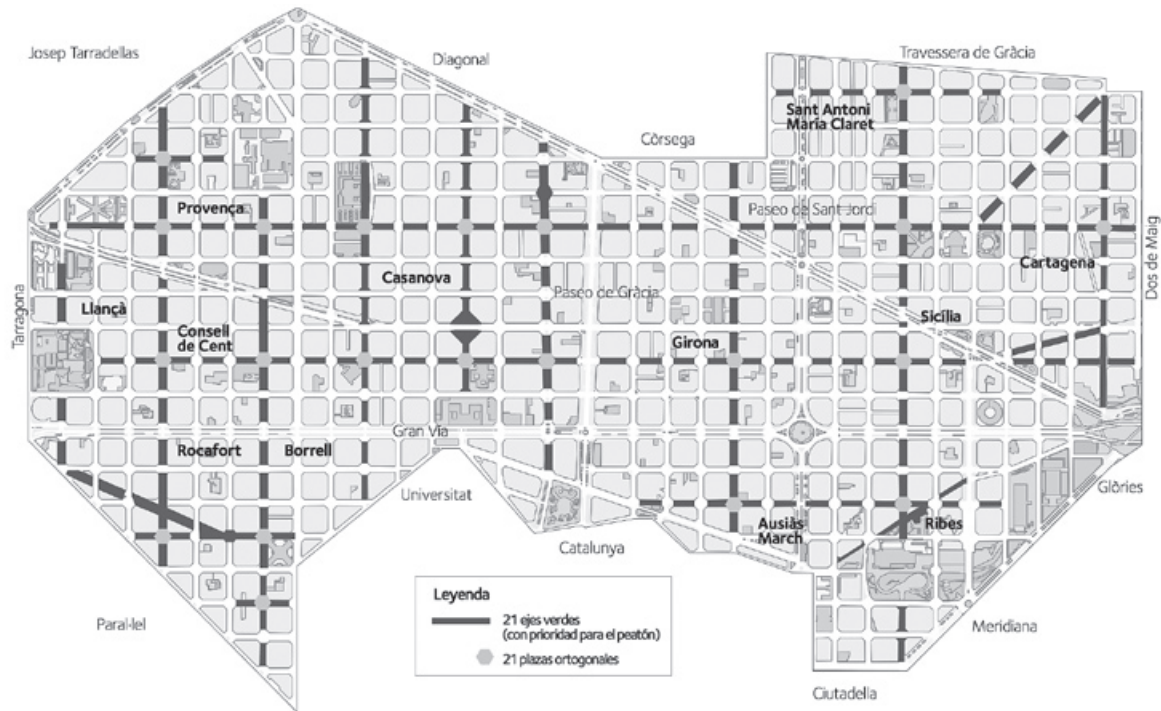 Josep Tarradellas
Diagonal
Travessera de Gràcia
Sant Antoni
María Claret
Còrsega
Provença
Paseo de Sant Jordi
Dos de Maig
Cartagena
Casanova
Paseo de Gràcia
Tarragona
Llançà
Sicília
Consell
de Cent
Girona
Gran Via
Rocafort
Borrell
Universitat
Glòries
Ausiàs
March
Ribes
Catalunya
Leyenda
21 ejes verdes
(con prioridad para el peatón)
21 plazas ortogonales
Paral·lel
Meridiana
Ciutadella